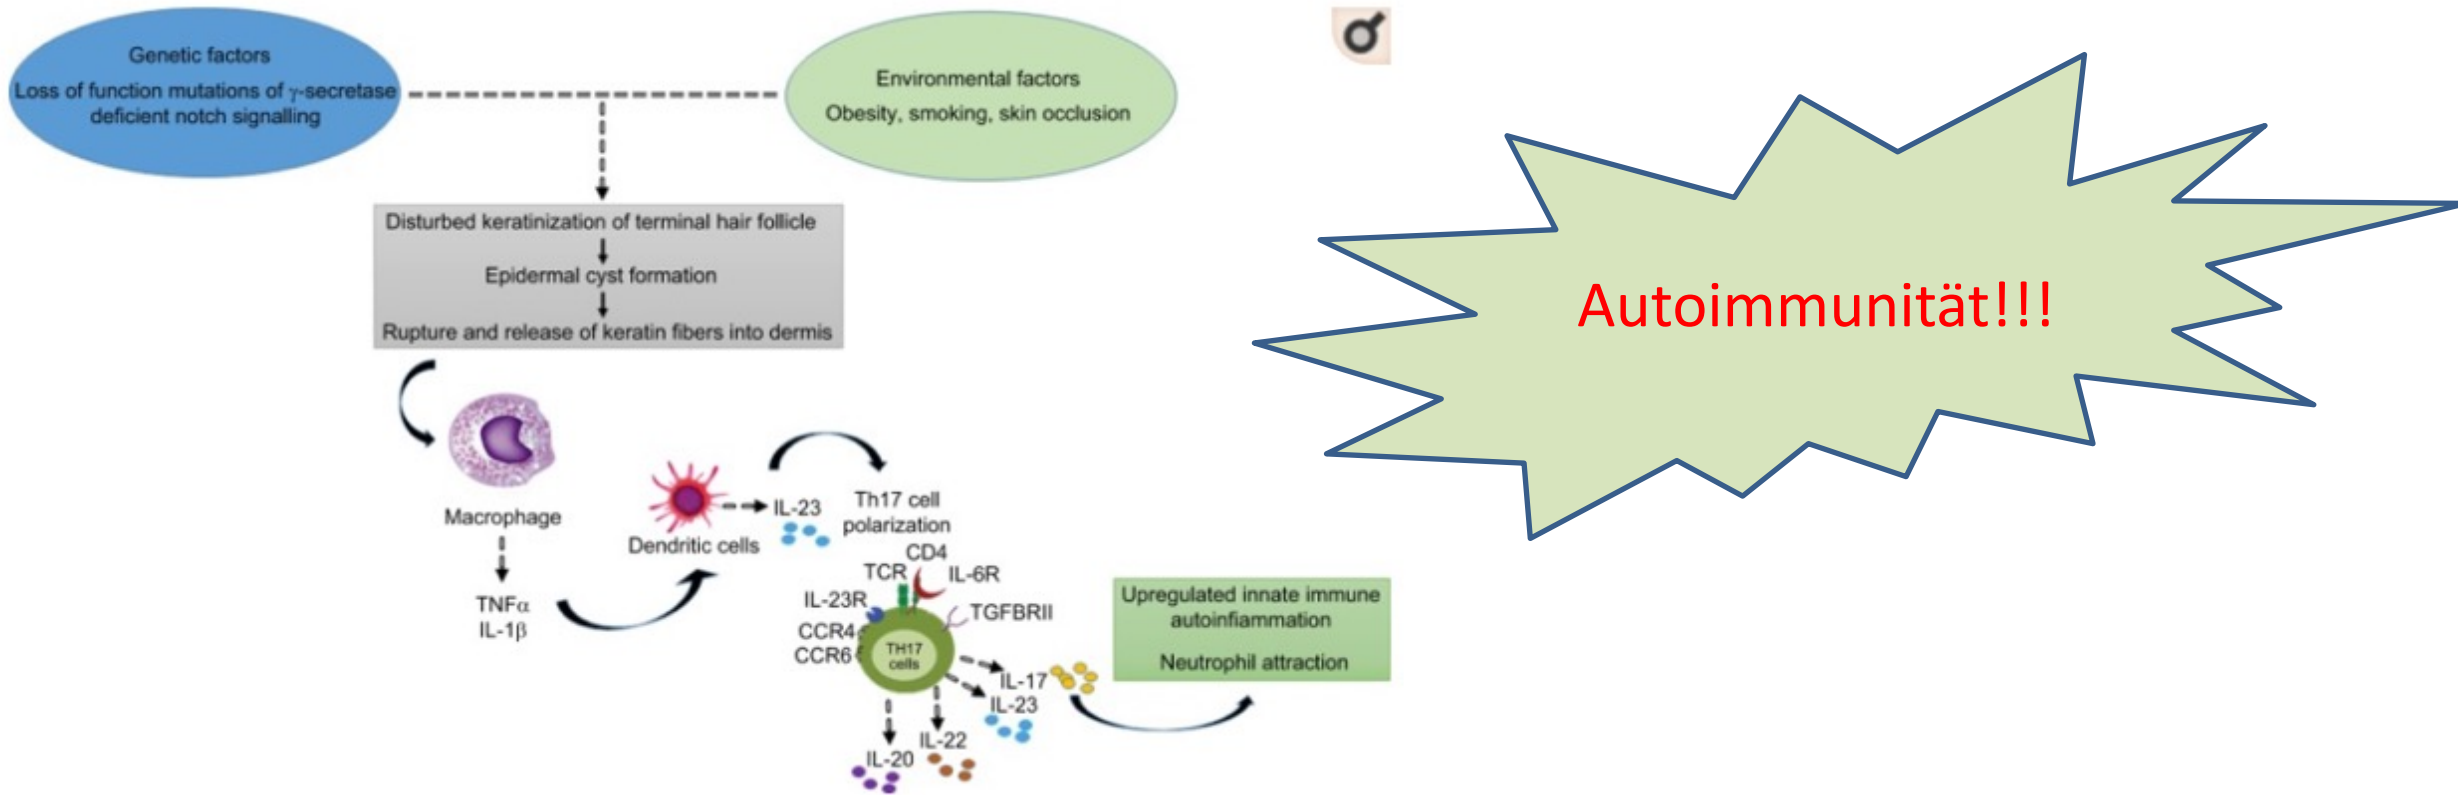 Genetic factors
Loss of function mutations of γ-secretase
deficient notch signalling
Environmental factors
Obesity, smoking, skin occlusion
Disturbed keratinization of terminal hair follicle
Epidermal cyst formation
Rupture and release of keratin fibers into dermis
Autoimmunität!!!
Macrophage
TNFα
IL-1β
Dendritic cells
IL-23
Th17 cell
polarization
CD4
TCR
IL-6R
IL-23R
TGFBRII
CCR4
CCR6
TH17
cells
IL-17
IL-23
IL-22
IL-20
Upregulated innate immune
autoinfiammation
Neutrophil attraction